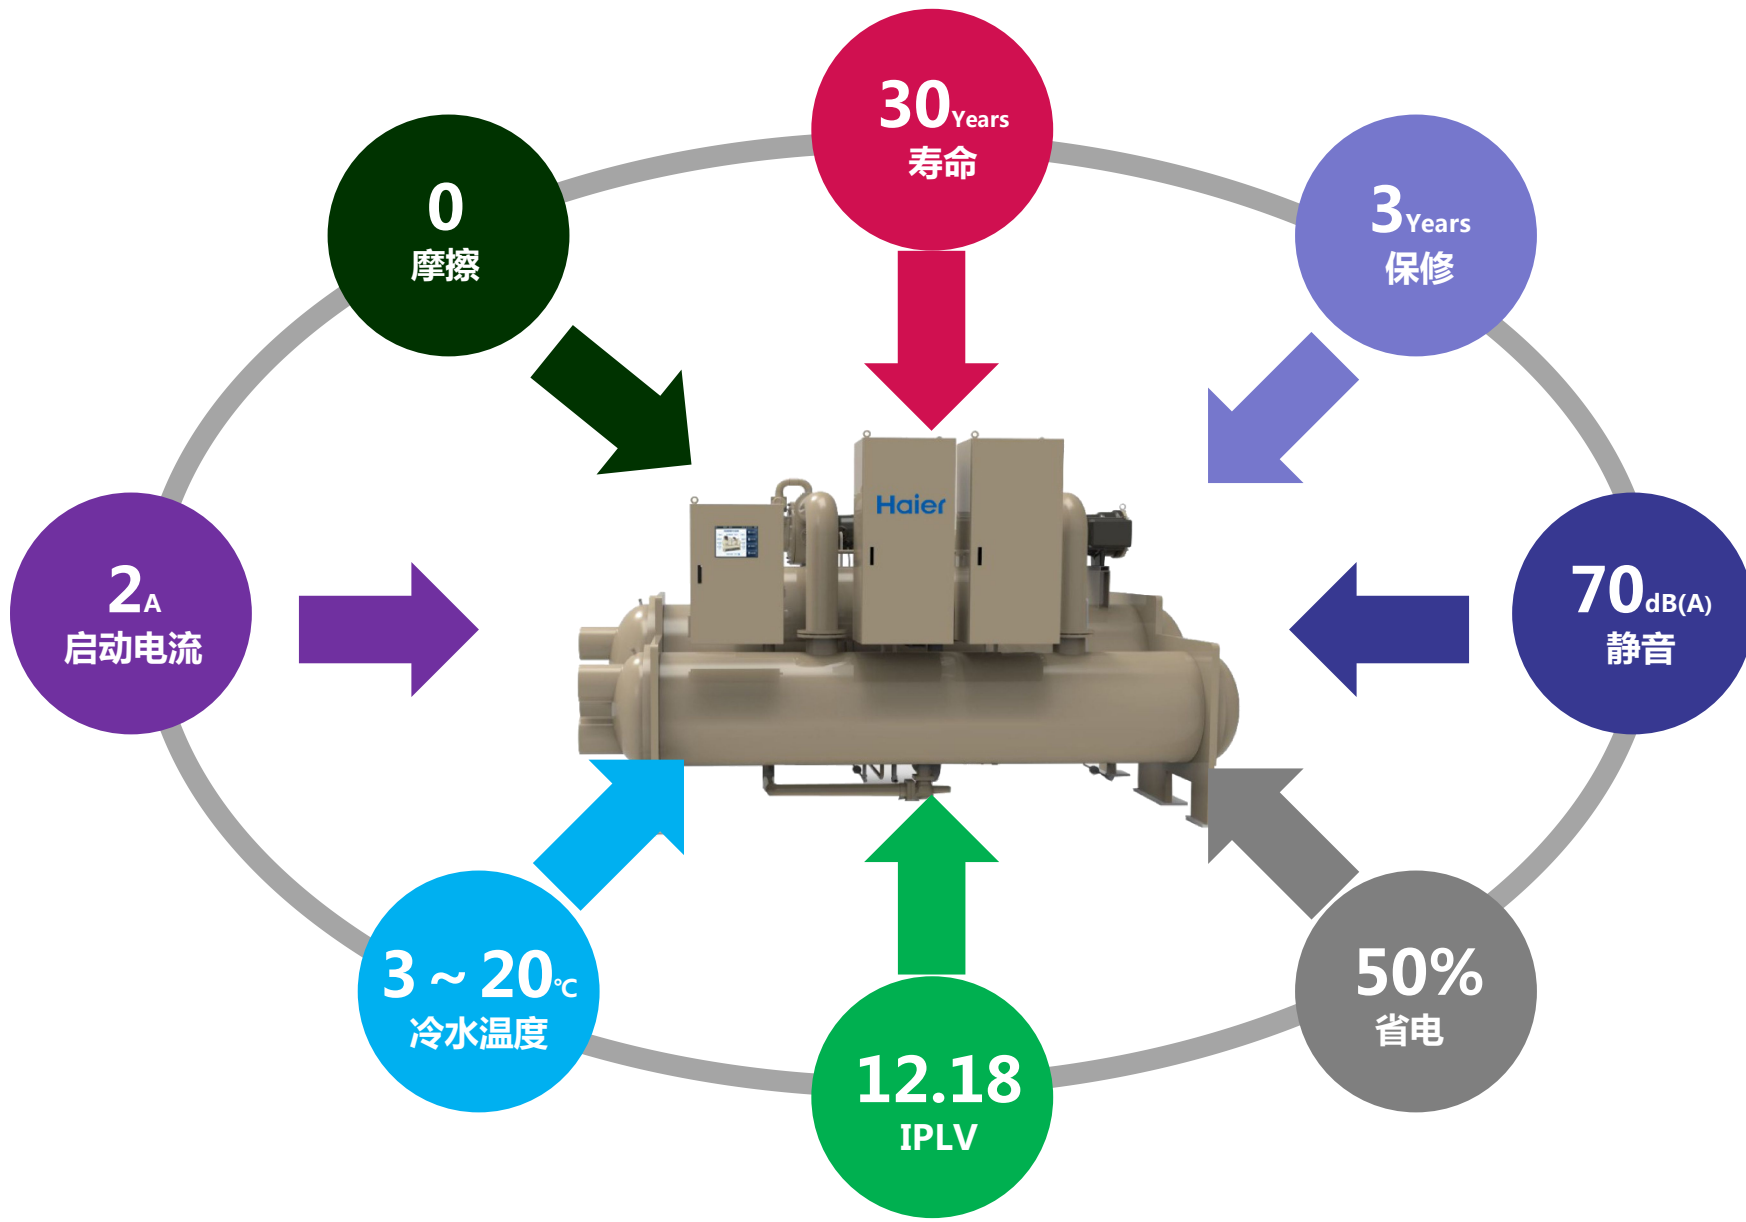 30Years
寿命
0
摩擦
3Years
保修
Haier
2A
启动电流
70dB(A)
静音
3～20℃
冷水温度
50%
省电
12.18
IPLV